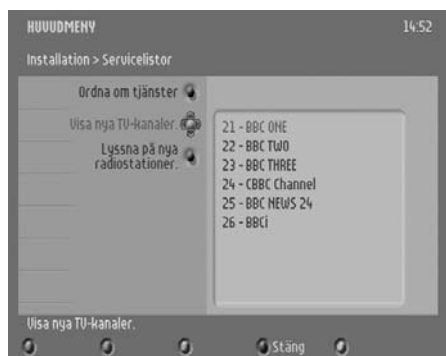 HUVUDMENY 14:52
Installation > Servicelistor
Ordna om tjänster
Visa nya TV-kanaler.
Lyssna på nya
radiostationer.
21 - BBC ONE
22 - BBC TWO
23 - BBC THREE
24 - CBBC Channel
25 - BBC NEWS 24
26 - BBCi
Visa nya TV-kanaler.
Stäng